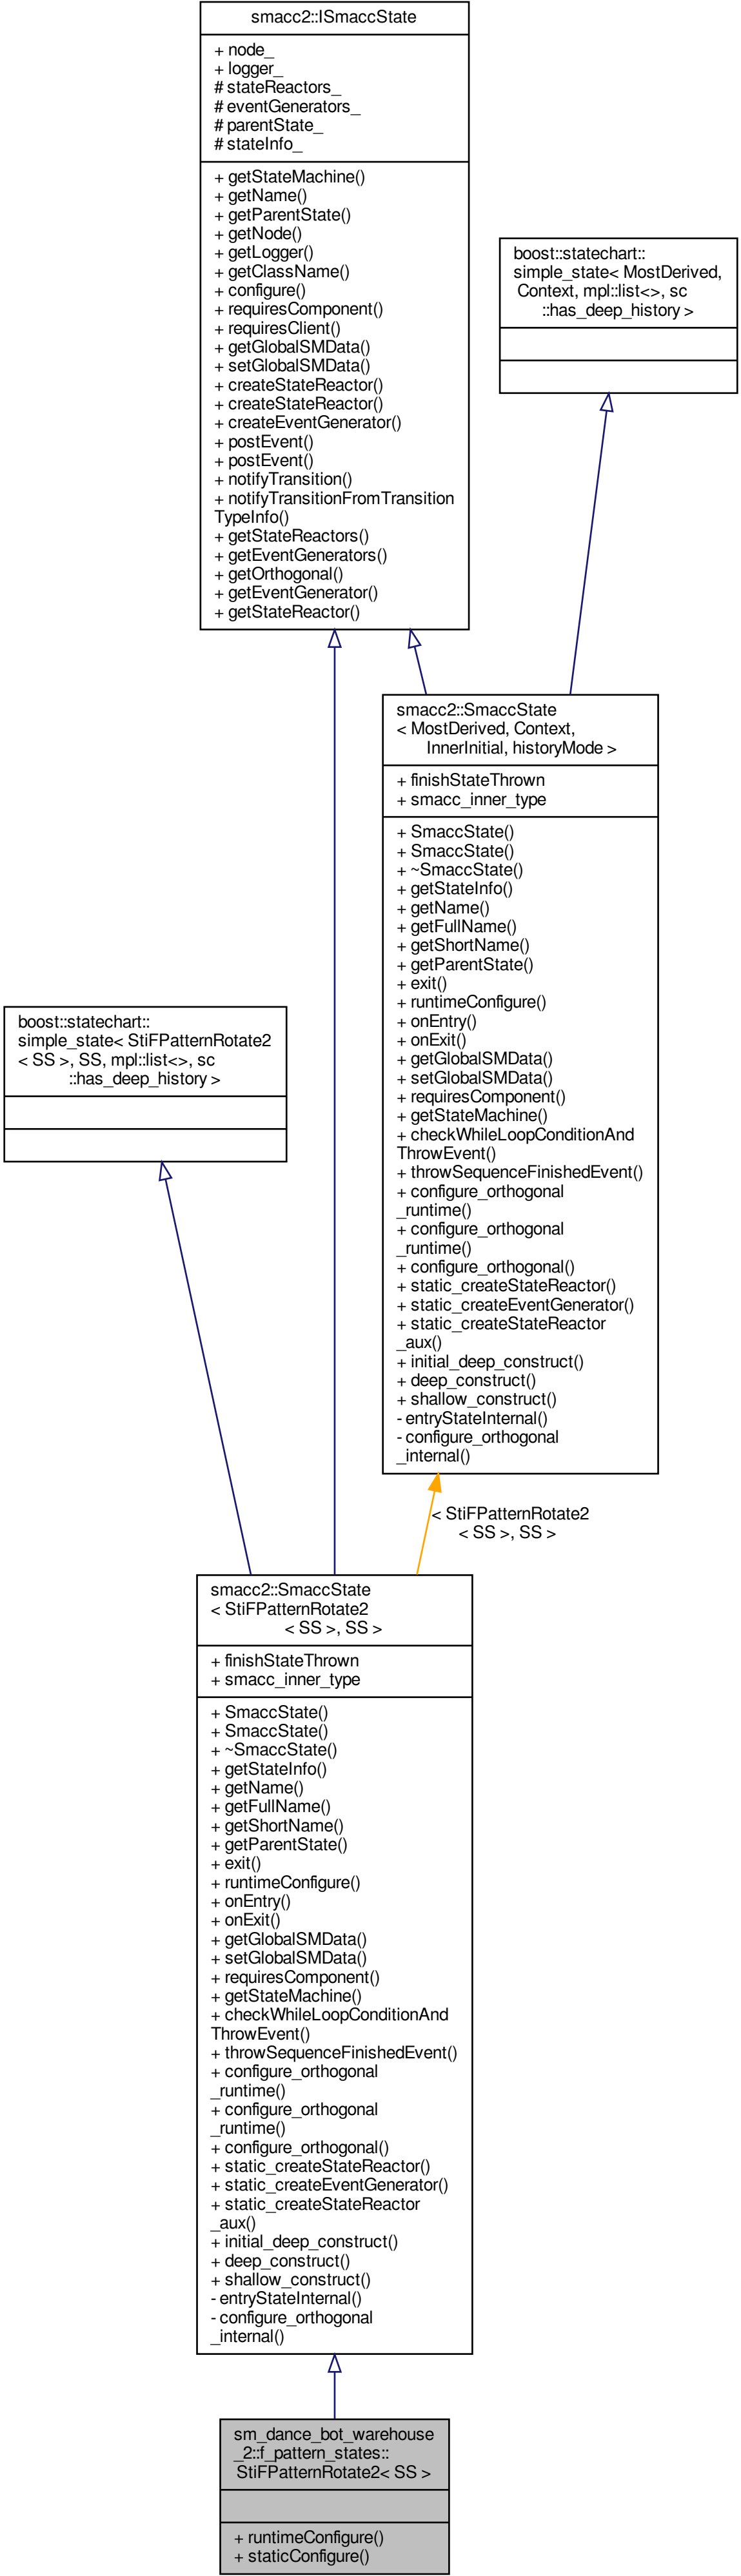 smacc2::ISmaccState
+ node_
+ logger_
# stateReactors_
# eventGenerators_
# parentState_
# stateInfo_
+ getStateMachine()
+ getName()
+ getParentState()
+ getNode()
+ getLogger()
+ getClassName()
+ configure()
+ requiresComponent()
+ requiresClient()
+ getGlobalSMData()
+ setGlobalSMData()
+ createStateReactor()
+ createStateReactor()
+ createEventGenerator()
+ postEvent()
+ postEvent()
+ notifyTransition()
+ notifyTransitionFromTransition
TypeInfo()
+ getStateReactors()
+ getEventGenerators()
+ getOrthogonal()
+ getEventGenerator()
+ getStateReactor()
boost::statechart::
simple_state< MostDerived,
Context, mpl::list<>, sc
::has_deep_history >
smacc2::SmaccState
< MostDerived, Context,
InnerInitial, historyMode >
+ finishStateThrown
+ smacc_inner_type
+ SmaccState()
+ SmaccState()
+ ~SmaccState()
+ getStateInfo()
+ getName()
+ getFullName()
+ getShortName()
+ getParentState()
+ exit()
+ runtimeConfigure()
+ onEntry()
+ onExit()
+ getGlobalSMData()
+ setGlobalSMData()
+ requiresComponent()
+ getStateMachine()
+ checkWhileLoopConditionAnd
ThrowEvent()
+ throwSequenceFinishedEvent()
+ configure_orthogonal
_runtime()
+ configure_orthogonal
_runtime()
+ configure_orthogonal()
+ static_createStateReactor()
+ static_createEventGenerator()
+ static_createStateReactor
_aux()
+ initial_deep_construct()
+ deep_construct()
+ shallow_construct()
- entryStateInternal()
- configure_orthogonal
_internal()
boost::statechart::
simple_state< StiFPatternRotate2
< SS >, SS, mpl::list<>, sc
::has_deep_history >
< StiFPatternRotate2
< SS >, SS >
smacc2::SmaccState
< StiFPatternRotate2
< SS >, SS >
+ finishStateThrown
+ smacc_inner_type
+ SmaccState()
+ SmaccState()
+ ~SmaccState()
+ getStateInfo()
+ getName()
+ getFullName()
+ getShortName()
+ getParentState()
+ exit()
+ runtimeConfigure()
+ onEntry()
+ onExit()
+ getGlobalSMData()
+ setGlobalSMData()
+ requiresComponent()
+ getStateMachine()
+ checkWhileLoopConditionAnd
ThrowEvent()
+ throwSequenceFinishedEvent()
+ configure_orthogonal
_runtime()
+ configure_orthogonal
_runtime()
+ configure_orthogonal()
+ static_createStateReactor()
+ static_createEventGenerator()
+ static_createStateReactor
_aux()
+ initial_deep_construct()
+ deep_construct()
+ shallow_construct()
- entryStateInternal()
- configure_orthogonal
_internal()
sm_dance_bot_warehouse
_2::f_pattern_states::
StiFPatternRotate2< SS >
+ runtimeConfigure()
+ staticConfigure()